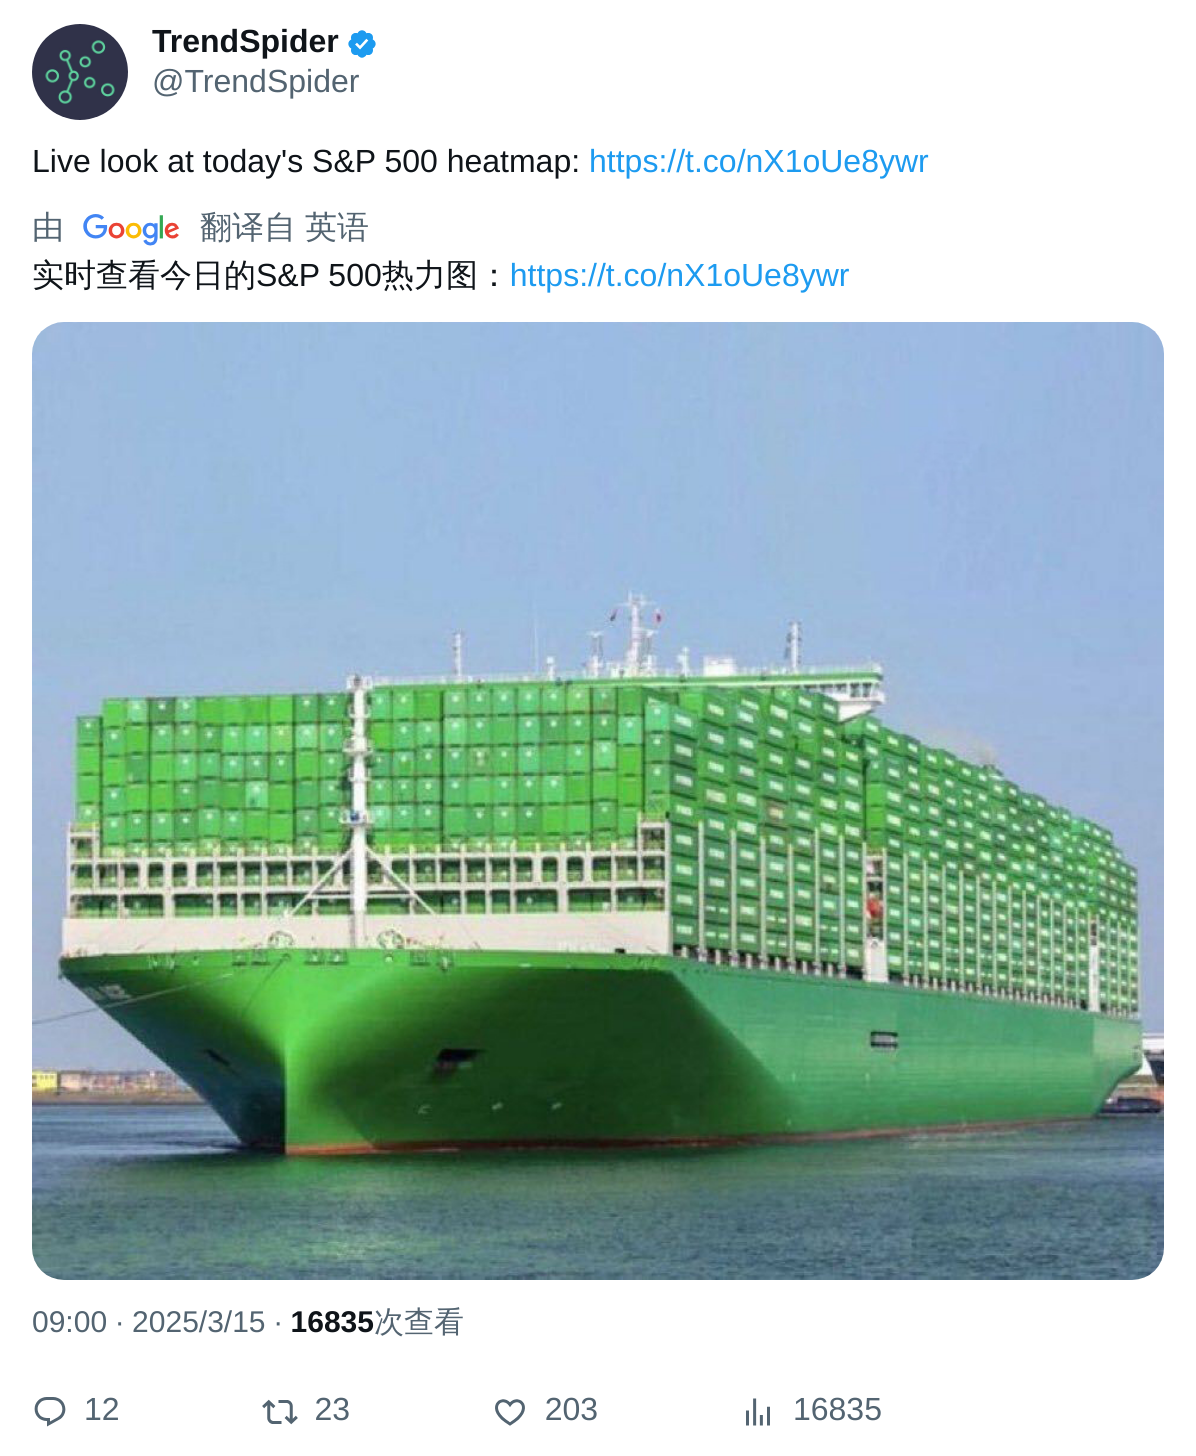 TrendSpider
@TrendSpider
Live look at today's S&P 500 heatmap: https://t.co/nX1oUe8ywr
由 Google 翻译自 英语
实时查看今日的S&P 500热力图：https://t.co/nX1oUe8ywr
09:00 · 2025/3/15 · 16835次查看
12 23 203 16835